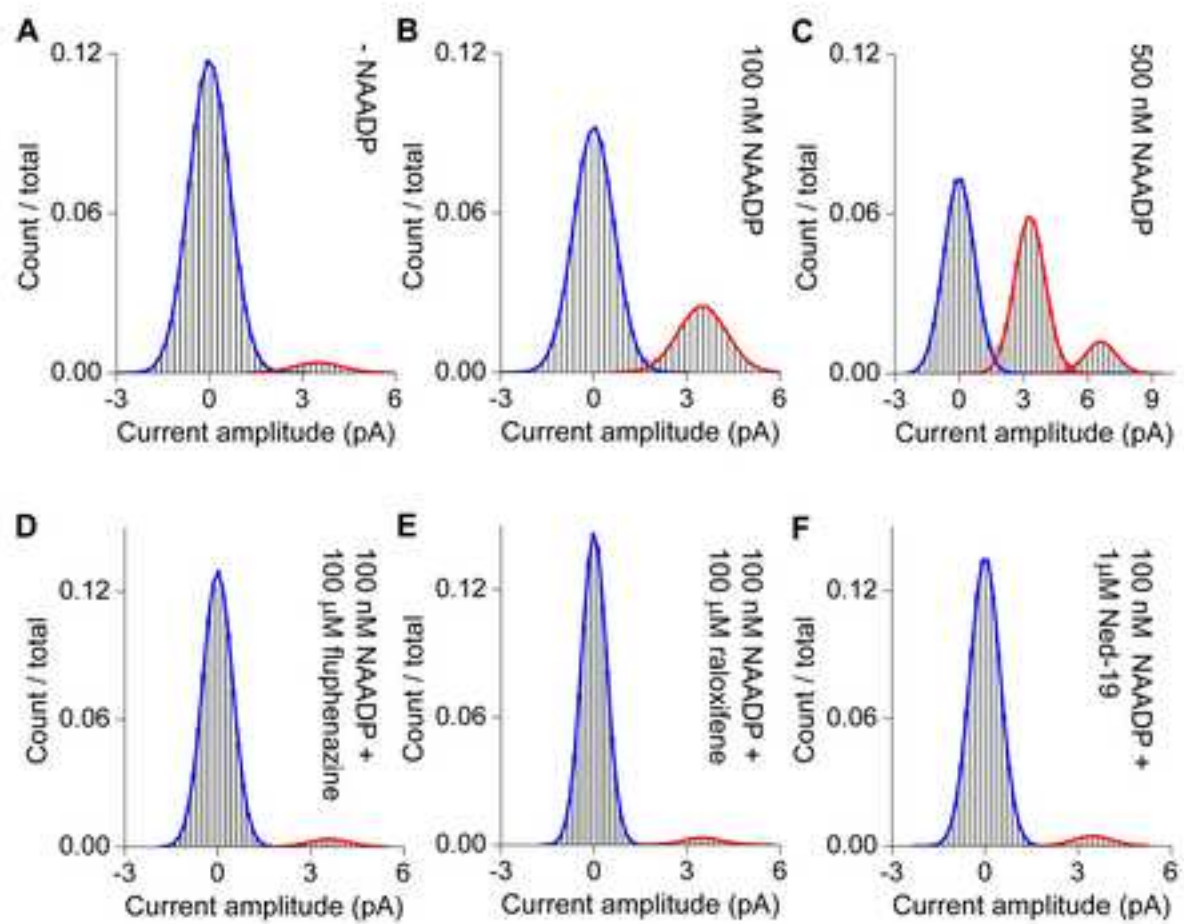 A
0.12
0.06
0.00
Count / total
-3 0 3 6
Current amplitude (pA)
- NAADP
B
0.12
0.06
0.00
Count / total
-3 0 3 6
Current amplitude (pA)
100 nM NAADP
C
0.12
0.06
0.00
Count / total
-3 0 3 6 9
Current amplitude (pA)
500 nM NAADP
D
0.12
0.06
0.00
Count / total
-3 0 3 6
Current amplitude (pA)
100 nM NAADP +
100 µM fluphenazine
E
0.12
0.06
0.00
Count / total
-3 0 3 6
Current amplitude (pA)
100 nM NAADP +
100 µM raloxifene
F
0.12
0.06
0.00
Count / total
-3 0 3 6
Current amplitude (pA)
100 nM NAADP +
1µM Ned-19